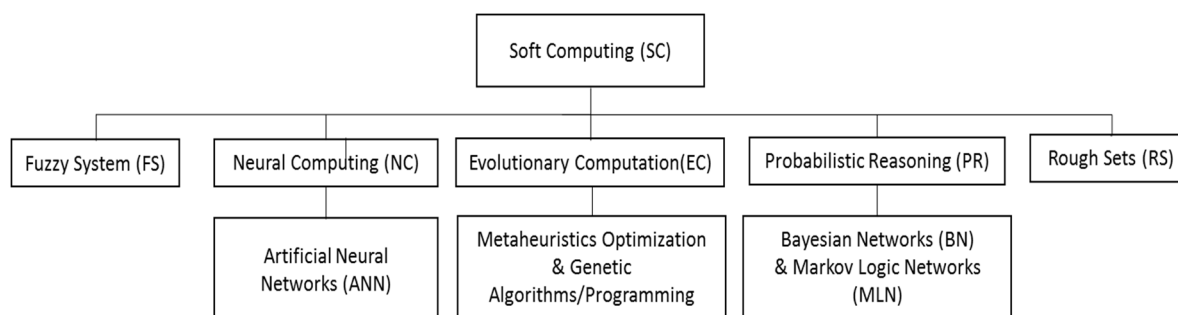 Soft Computing (SC)
Fuzzy System (FS)
Neural Computing (NC)
Evolutionary Computation(EC)
Probabilistic Reasoning (PR)
Rough Sets (RS)
Artificial Neural
Networks (ANN)
Metaheuristics Optimization
& Genetic
Algorithms/Programming
Bayesian Networks (BN)
& Markov Logic Networks
(MLN)